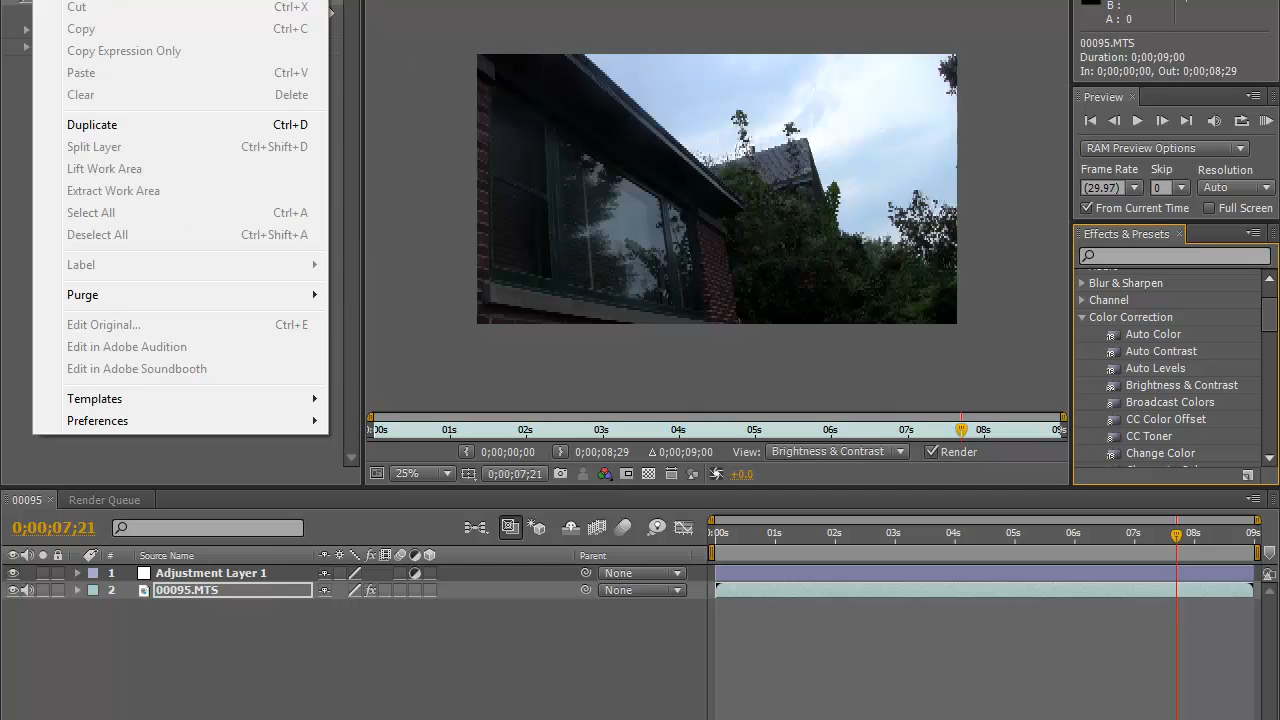 Cut Ctrl+X
Copy Ctrl+C
Copy Expression Only
Paste Ctrl+V
Clear Delete
Duplicate Ctrl+D
Split Layer Ctrl+Shift+D
Lift Work Area
Extract Work Area
Select All Ctrl+A
Deselect All Ctrl+Shift+A
Label
Purge
Edit Original... Ctrl+E
Edit in Adobe Audition
Edit in Adobe Soundbooth
Templates
Preferences
B :
A : 0
00095.MTS
Duration: 0;00;09;00
In: 0;00;00;00, Out: 0;00;08;29
Preview
RAM Preview Options
Frame Rate Skip Resolution
(29.97) 0 Auto
From Current Time Full Screen
Effects & Presets
Blur & Sharpen
Channel
Color Correction
Auto Color
Auto Contrast
Auto Levels
Brightness & Contrast
Broadcast Colors
CC Color Offset
CC Toner
Change Color
:00s 01s 02s 03s 04s 05s 06s 07s 08s 09s
0;00;00;00 0;00;08;29 Δ 0;00;09;00 View: Brightness & Contrast Render
25% 0;00;07;21 +0.0
00095 Render Queue
0;00;07;21
:00s 01s 02s 03s 04s 05s 06s 07s 08s 09s
# Source Name fx Parent
1 Adjustment Layer 1 None
2 00095.MTS fx None